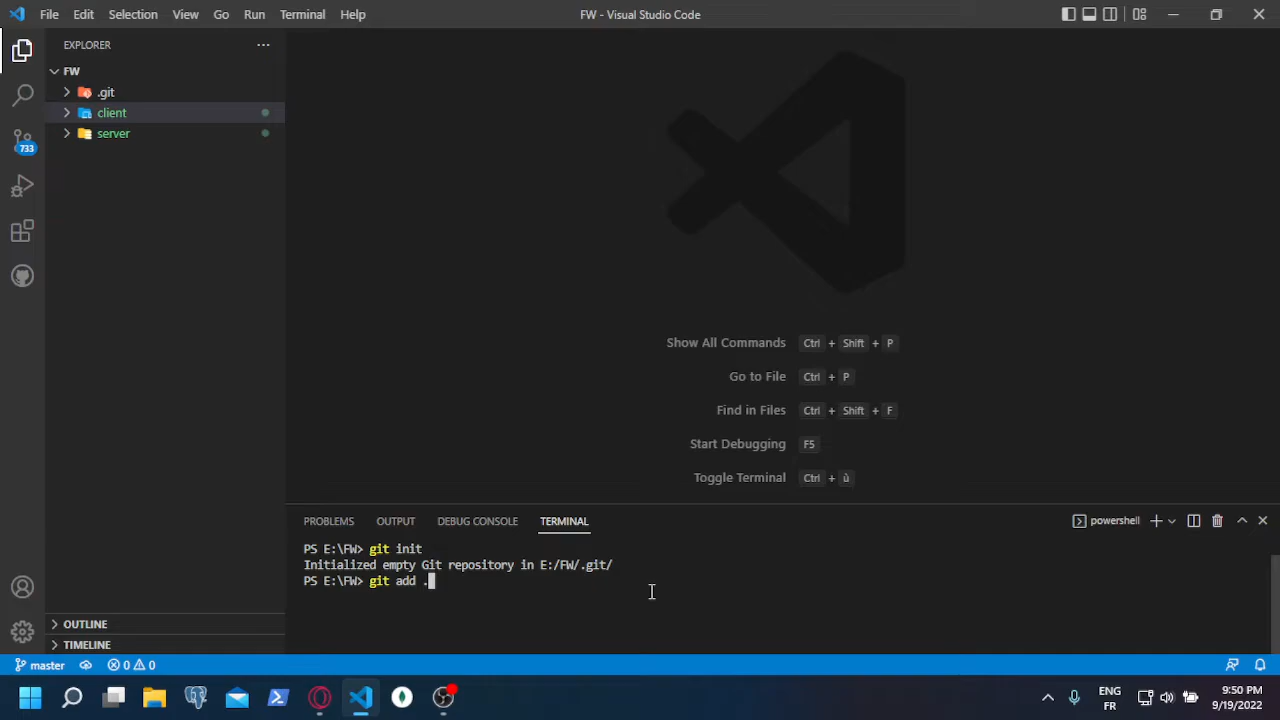 File Edit Selection View Go Run Terminal Help
FW - Visual Studio Code
EXPLORER
FW
.git
client
server
733
Show All Commands Ctrl + Shift + P
Go to File Ctrl + P
Find in Files Ctrl + Shift + F
Start Debugging F5
Toggle Terminal Ctrl + ù
PROBLEMS OUTPUT DEBUG CONSOLE TERMINAL
powershell
PS E:\FW> git init
Initialized empty Git repository in E:/FW/.git/
PS E:\FW> git add .
OUTLINE
TIMELINE
master 0 0
ENG
FR
9:50 PM
9/19/2022